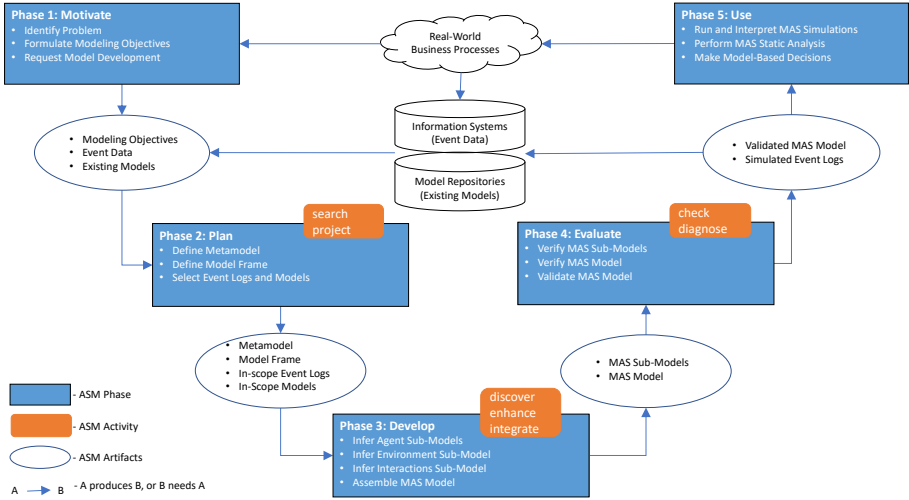 Phase 1: Motivate
• Identify Problem
• Formulate Modeling Objectives
• Request Model Development
Real-World
Business Processes
Phase 5: Use
• Run and Interpret MAS Simulations
• Perform MAS Static Analysis
• Make Model-Based Decisions
• Modeling Objectives
• Event Data
• Existing Models
Information Systems
(Event Data)
Model Repositories
(Existing Models)
• Validated MAS Model
• Simulated Event Logs
search
project
Phase 2: Plan
• Define Metamodel
• Define Model Frame
• Select Event Logs and Models
check
diagnose
Phase 4: Evaluate
• Verify MAS Sub-Models
• Verify MAS Model
• Validate MAS Model
• Metamodel
• Model Frame
• In-scope Event Logs
• In-Scope Models
• MAS Sub-Models
• MAS Model
discover
enhance
integrate
Phase 3: Develop
• Infer Agent Sub-Models
• Infer Environment Sub-Model
• Infer Interactions Sub-Model
• Assemble MAS Model
- ASM Phase
- ASM Activity
- ASM Artifacts
A B - A produces B, or B needs A